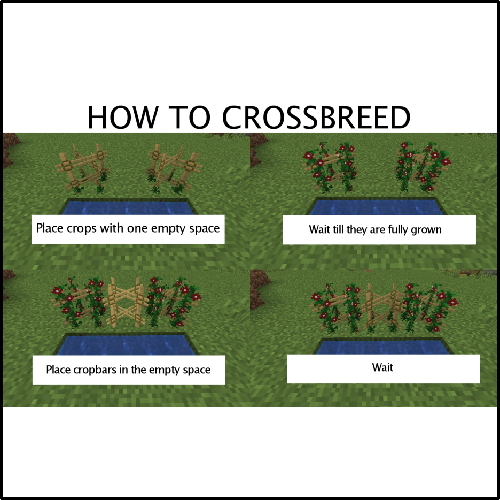 HOW TO CROSSBREED
Place crops with one empty space
Wait till they are fully grown
Place cropbars in the empty space
Wait